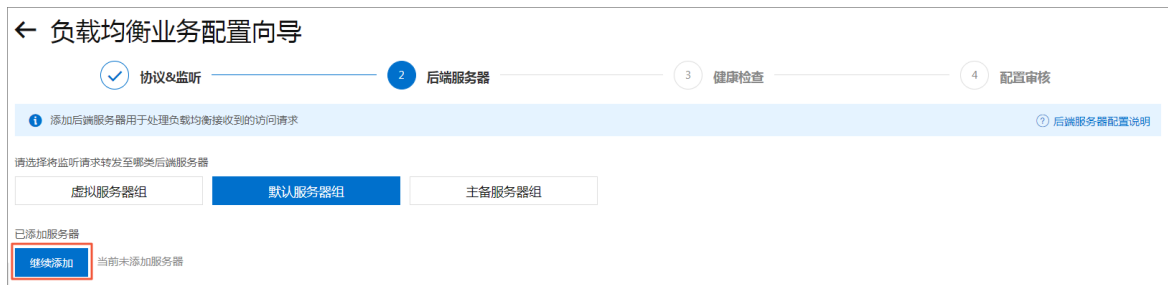 ← 负载均衡业务配置向导
协议&监听 2 后端服务器 3 健康检查 4 配置审核
添加后端服务器用于处理负载均衡接收到的访问请求 后端服务器配置说明
请选择将监听请求转发至哪类后端服务器
虚拟服务器组 默认服务器组 主备服务器组
已添加服务器
继续添加 当前未添加服务器